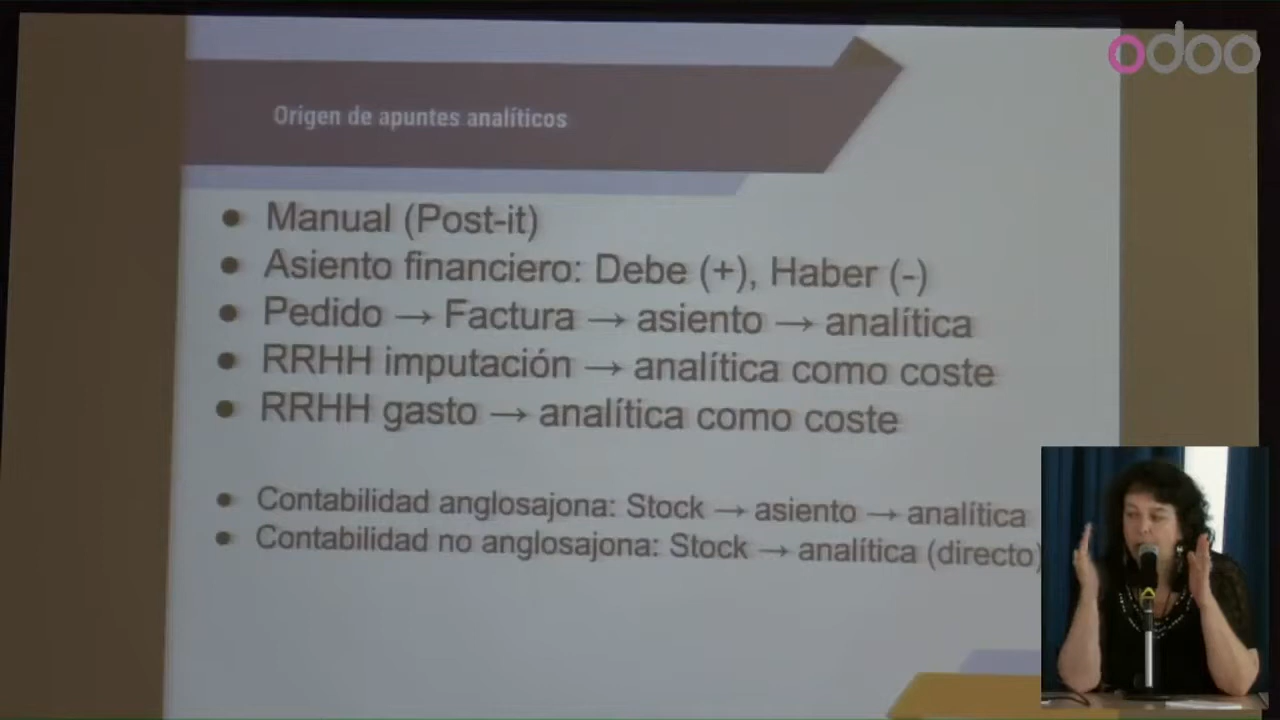 odoo
Origen de apuntes analíticos
● Manual (Post-it)
● Asiento financiero: Debe (+), Haber (-)
● Pedido → Factura → asiento → analítica
● RRHH imputación → analítica como coste
● RRHH gasto → analítica como coste
● Contabilidad anglosajona: Stock → asiento → analítica
● Contabilidad no anglosajona: Stock → analítica (directo)